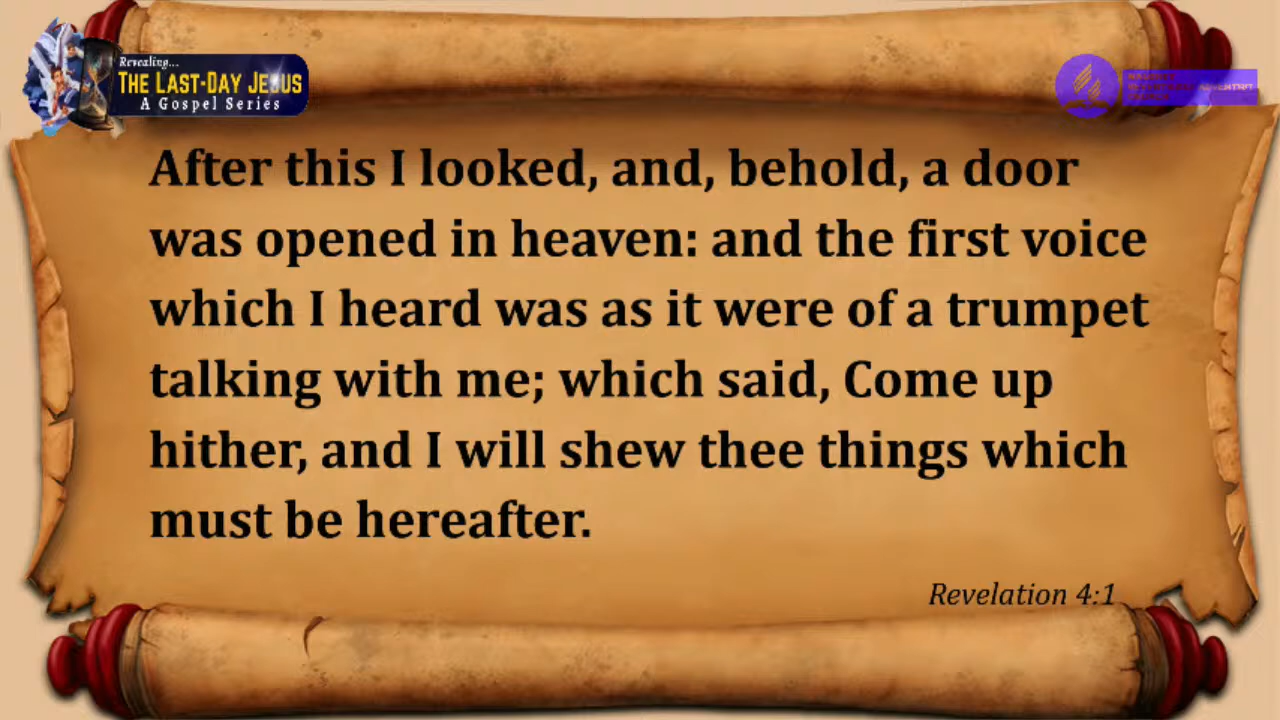 Revealing...
THE LAST-DAY JESUS
A Gospel Series
After this I looked, and, behold, a door
was opened in heaven: and the first voice
which I heard was as it were of a trumpet
talking with me; which said, Come up
hither, and I will shew thee things which
must be hereafter.
Revelation 4:1